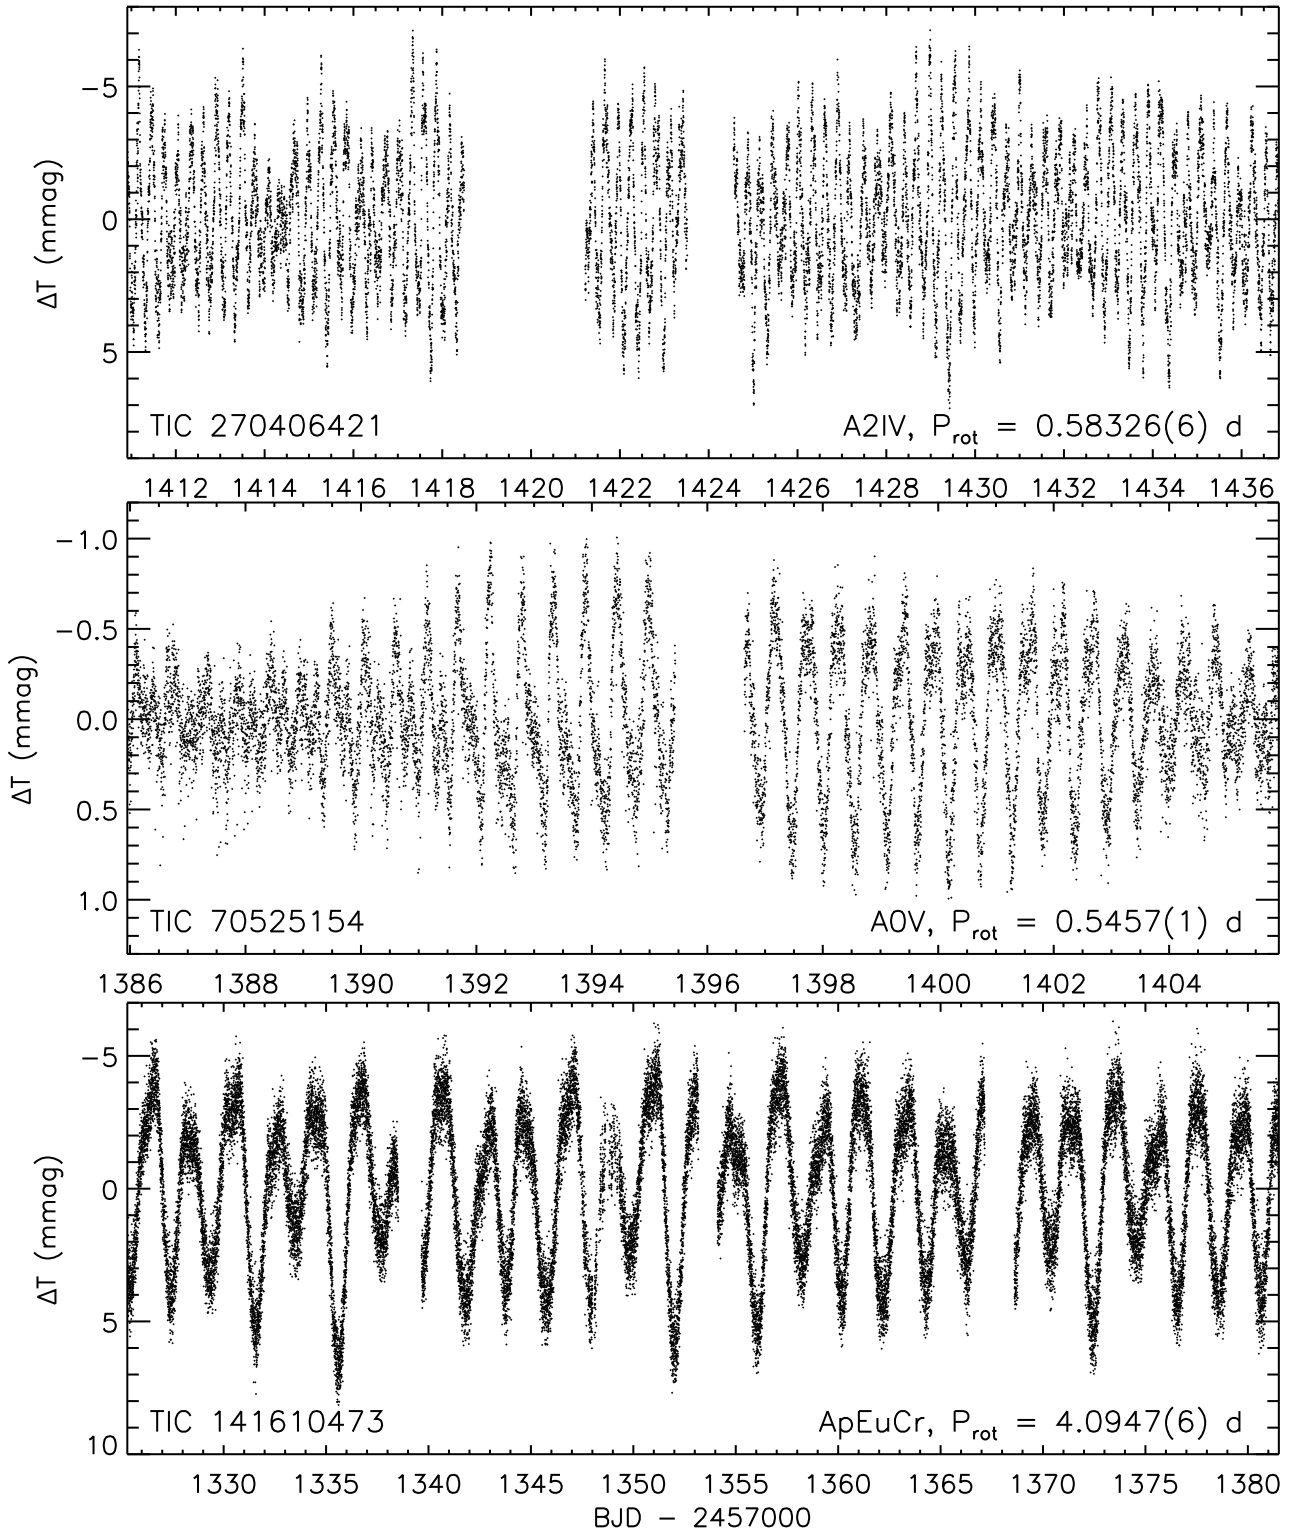 −5
0
5
ΔT (mmag)
TIC 270406421
A2IV, Prot = 0.58326(6) d
1412 1414 1416 1418 1420 1422 1424 1426 1428 1430 1432 1434 1436
−1.0
−0.5
0.0
0.5
1.0
ΔT (mmag)
TIC 70525154
A0V, Prot = 0.5457(1) d
1386 1388 1390 1392 1394 1396 1398 1400 1402 1404
−5
0
5
10
ΔT (mmag)
TIC 141610473
ApEuCr, Prot = 4.0947(6) d
1330 1335 1340 1345 1350 1355 1360 1365 1370 1375 1380
BJD − 2457000